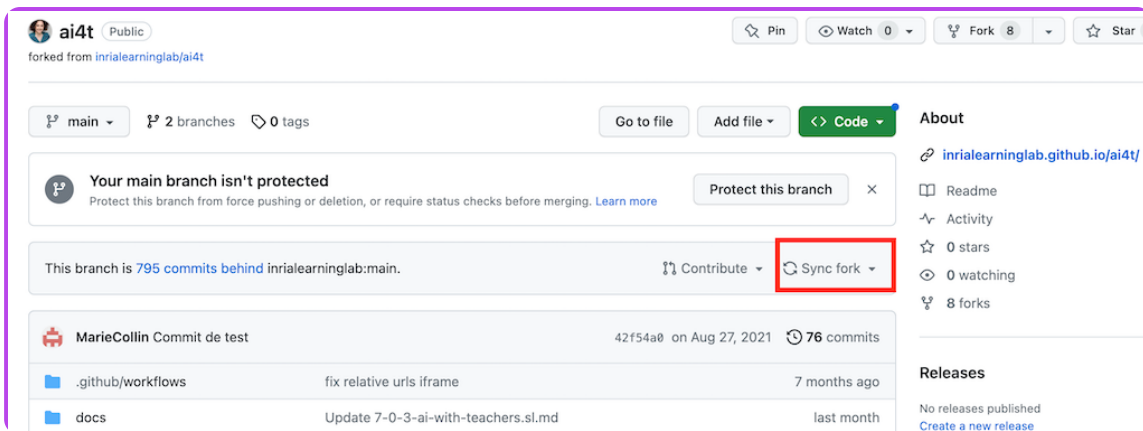 ai4t Public
Pin
Watch 0
Fork 8
Star
forked from inrialearninglab/ai4t
main
2 branches
0 tags
Go to file
Add file
<> Code
Your main branch isn't protected
Protect this branch from force pushing or deletion, or require status checks before merging. Learn more
Protect this branch
This branch is 795 commits behind inrialearninglab:main.
Contribute
Sync fork
MarieCollin Commit de test
42f54a0 on Aug 27, 2021
76 commits
.github/workflows
fix relative urls iframe
7 months ago
docs
Update 7-0-3-ai-with-teachers.sl.md
last month
About
inrialearninglab.github.io/ai4t/
Readme
Activity
0 stars
0 watching
8 forks
Releases
No releases published
Create a new release